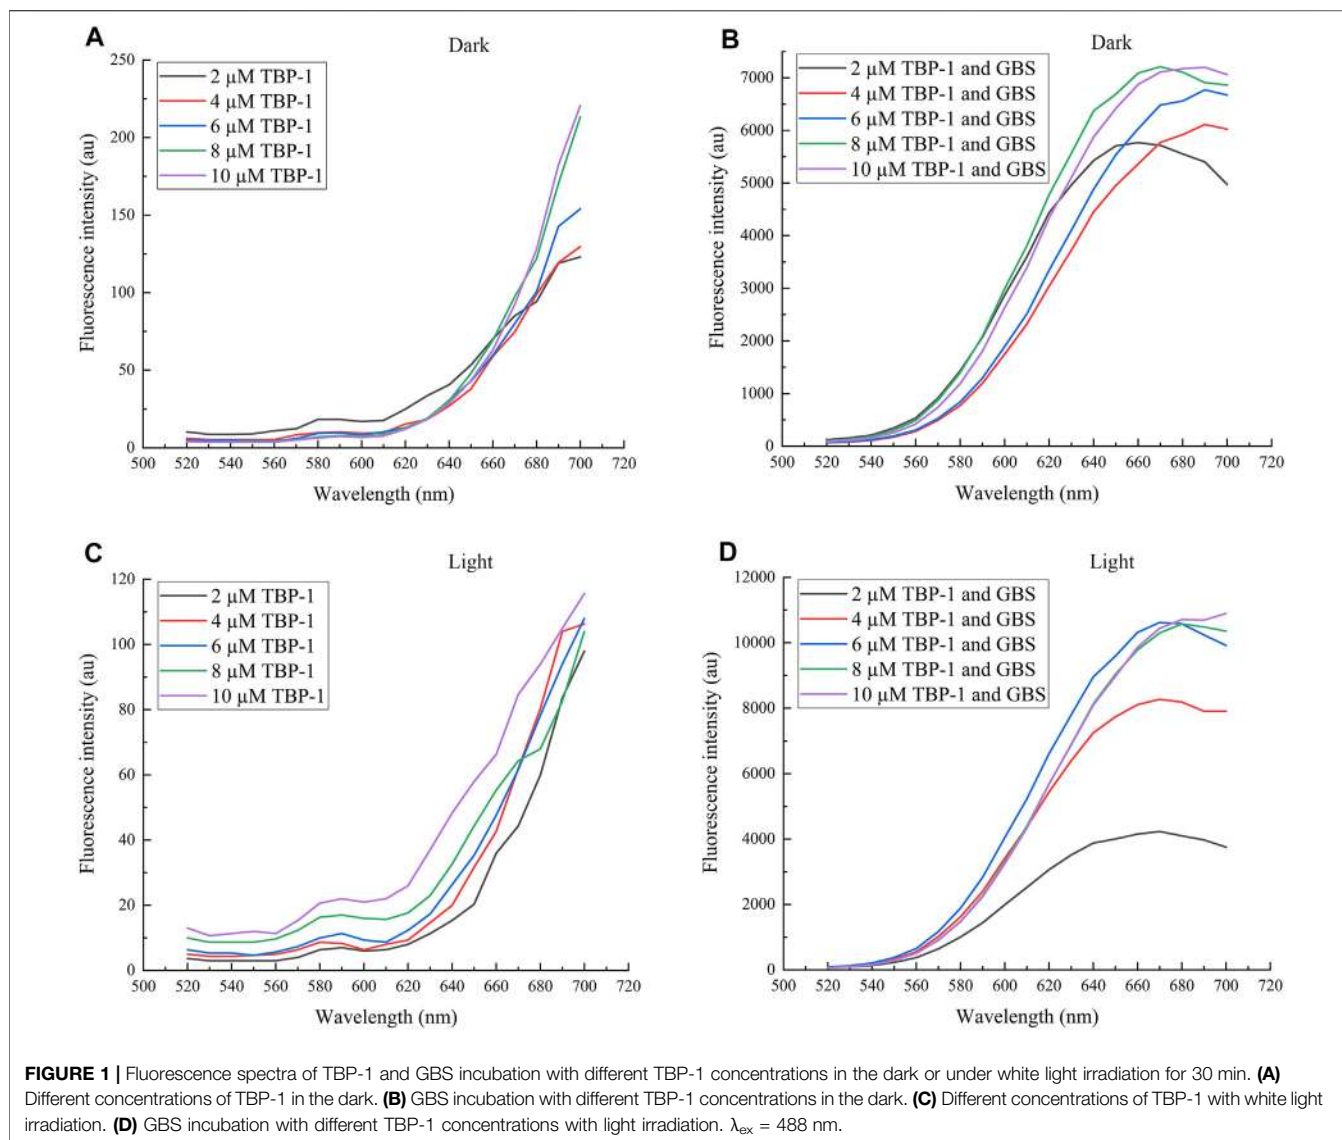 A
Dark
250
200
150
100
50
0
Fluorescence intensity (au)
2 µM TBP-1
4 µM TBP-1
6 µM TBP-1
8 µM TBP-1
10 µM TBP-1
500 520 540 560 580 600 620 640 660 680 700 720
Wavelength (nm)
B
Dark
7000
6000
5000
4000
3000
2000
1000
0
Fluorescence intensity (au)
2 µM TBP-1 and GBS
4 µM TBP-1 and GBS
6 µM TBP-1 and GBS
8 µM TBP-1 and GBS
10 µM TBP-1 and GBS
500 520 540 560 580 600 620 640 660 680 700 720
Wavelength (nm)
C
Light
120
100
80
60
40
20
0
Fluorescence intensity (au)
2 µM TBP-1
4 µM TBP-1
6 µM TBP-1
8 µM TBP-1
10 µM TBP-1
500 520 540 560 580 600 620 640 660 680 700 720
Wavelength (nm)
D
Light
12000
10000
8000
6000
4000
2000
0
Fluorescence intensity (au)
2 µM TBP-1 and GBS
4 µM TBP-1 and GBS
6 µM TBP-1 and GBS
8 µM TBP-1 and GBS
10 µM TBP-1 and GBS
500 520 540 560 580 600 620 640 660 680 700 720
Wavelength (nm)
FIGURE 1 | Fluorescence spectra of TBP-1 and GBS incubation with different TBP-1 concentrations in the dark or under white light irradiation for 30 min. (A)
Different concentrations of TBP-1 in the dark. (B) GBS incubation with different TBP-1 concentrations in the dark. (C) Different concentrations of TBP-1 with white light
irradiation. (D) GBS incubation with different TBP-1 concentrations with light irradiation. λex = 488 nm.